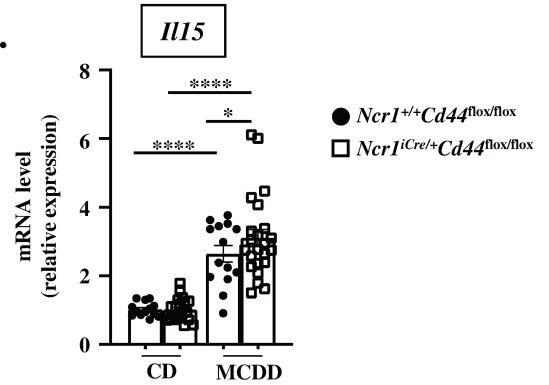 Il15
8
6
4
2
0
mRNA level
(relative expression)
****
*
****
CD
MCDD
Ncr1+/+Cd44flox/flox
Ncr1iCre/+Cd44flox/flox